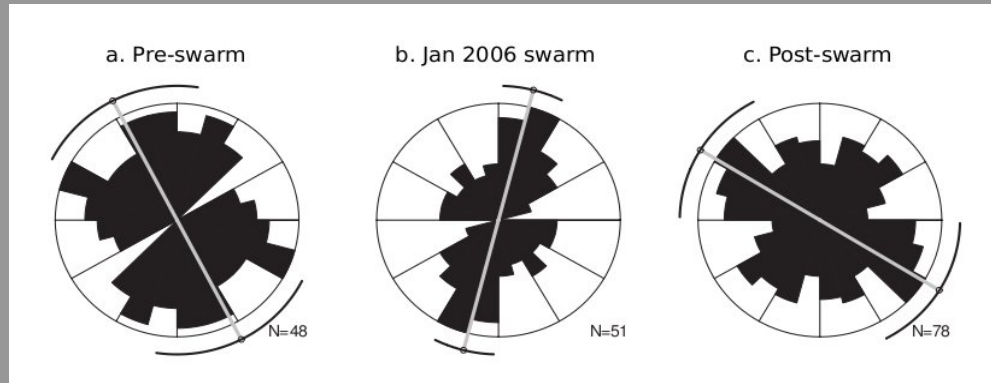 a. Pre-swarm
b. Jan 2006 swarm
c. Post-swarm
N=48
N=51
N=78